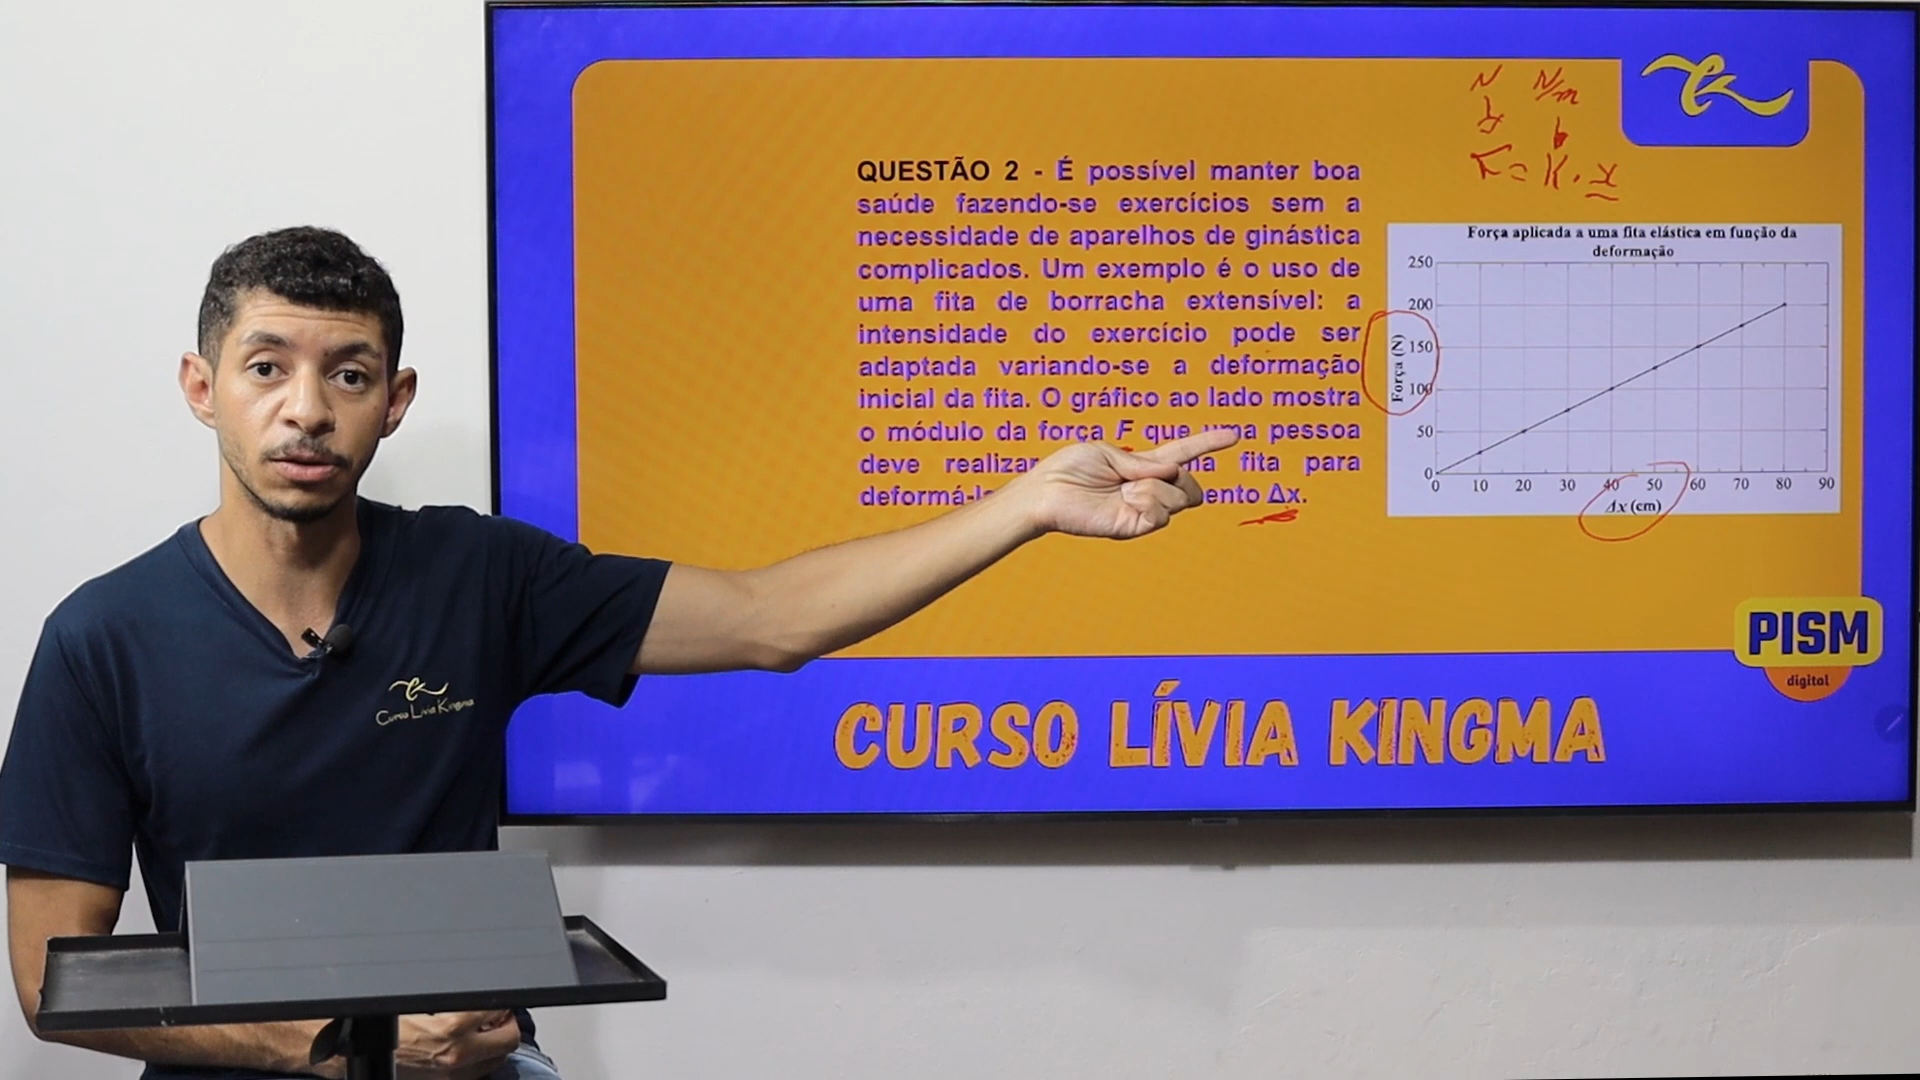 N N/m
F = K . x
QUESTÃO 2 - É possível manter boa
saúde fazendo-se exercícios sem a
necessidade de aparelhos de ginástica
complicados. Um exemplo é o uso de
uma fita de borracha extensível: a
intensidade do exercício pode ser
adaptada variando-se a deformação
inicial da fita. O gráfico ao lado mostra
o módulo da força F que uma pessoa
deve realizar fita para
deformá-la Δx.
Força aplicada a uma fita elástica em função da
deformação
Força (N)
250
200
150
100
50
0
0 10 20 30 40 50 60 70 80 90
Δx (cm)
PISM
digital
CURSO LÍVIA KINGMA
Curso Lívia Kingma